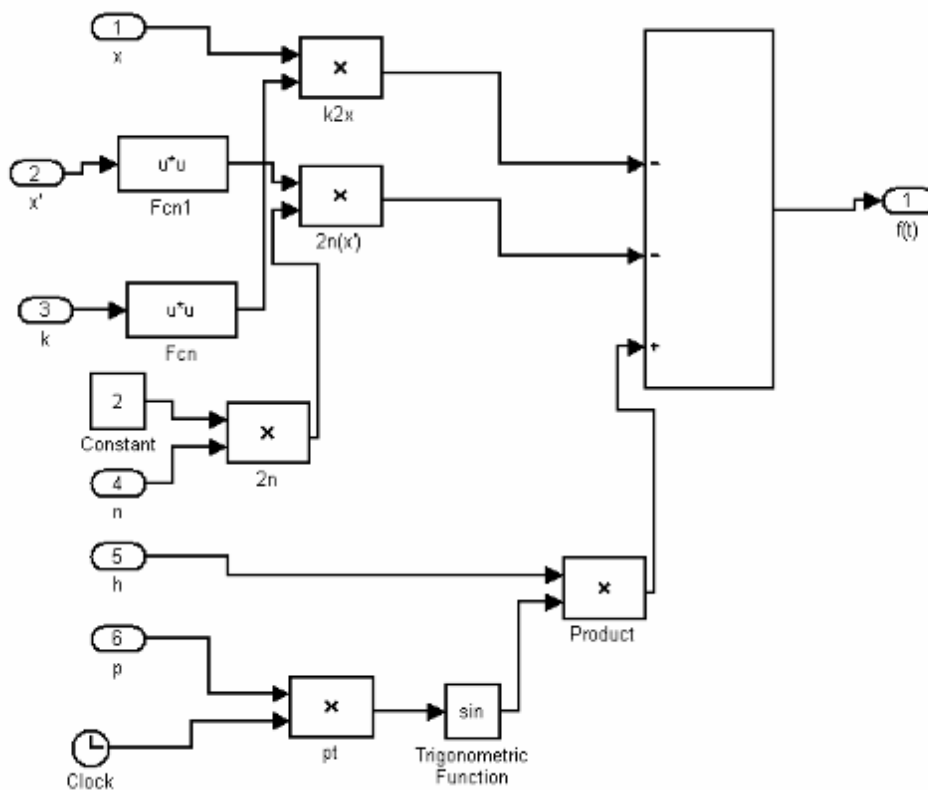 1
x
×
k2x
2
x'
u*u
Fcn1
×
2n(x')
-
-
+
1
f(t)
3
k
u*u
Fcn
2
Constant
×
2n
4
n
5
h
×
Product
6
p
×
pt
sin
Trigonometric
Function
Clock